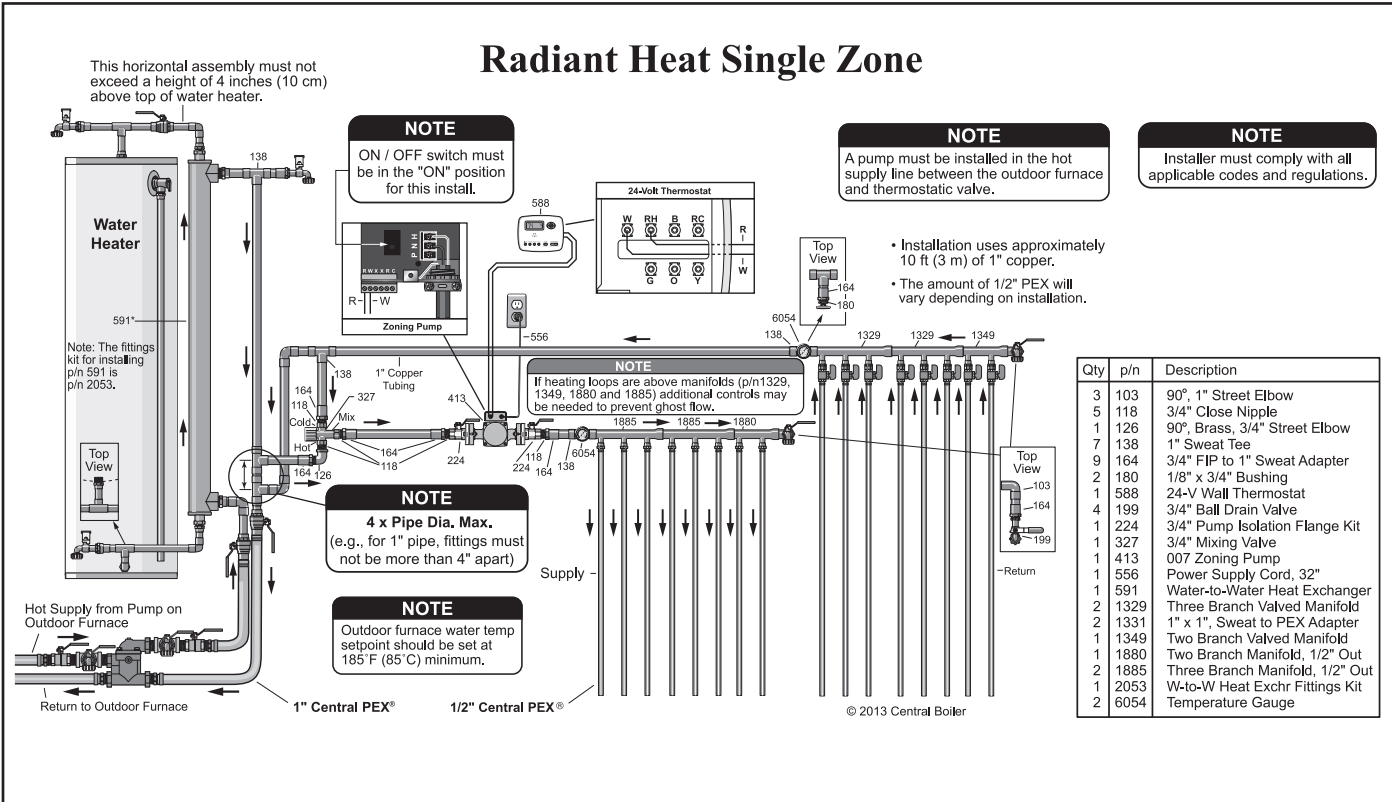 Radiant Heat Single Zone
This horizontal assembly must not
exceed a height of 4 inches (10 cm)
above top of water heater.
138
Water
Heater
591*
Note: The fittings
kit for installing
p/n 591 is
p/n 2053.
Top
View
NOTE
ON / OFF switch must
be in the "ON" position
for this install.
P N H
R W X X R C
R W
Zoning Pump
588
24-Volt Thermostat
W RH B RC
R
W
G O Y
556
NOTE
A pump must be installed in the hot
supply line between the outdoor furnace
and thermostatic valve.
NOTE
Installer must comply with all
applicable codes and regulations.
Top
View
164
180
• Installation uses approximately
10 ft (3 m) of 1" copper.
• The amount of 1/2" PEX will
vary depending on installation.
6054
138
1329
1329
1349
1" Copper
Tubing
138
164
118
327
Cold
Mix
Hot
164
126
118
164
413
224
224
118
164
138
6054
NOTE
If heating loops are above manifolds (p/n1329,
1349, 1880 and 1885) additional controls may
be needed to prevent ghost flow.
1885
1885
1880
NOTE
4 x Pipe Dia. Max.
(e.g., for 1" pipe, fittings must
not be more than 4" apart)
NOTE
Outdoor furnace water temp
setpoint should be set at
185°F (85°C) minimum.
Supply
Return
Top
View
103
164
199
Hot Supply from Pump on
Outdoor Furnace
Return to Outdoor Furnace
1" Central PEX®
1/2" Central PEX®
© 2013 Central Boiler
Qty p/n Description
3 103 90°, 1" Street Elbow
5 118 3/4" Close Nipple
1 126 90°, Brass, 3/4" Street Elbow
7 138 1" Sweat Tee
9 164 3/4" FIP to 1" Sweat Adapter
2 180 1/8" x 3/4" Bushing
1 588 24-V Wall Thermostat
4 199 3/4" Ball Drain Valve
1 224 3/4" Pump Isolation Flange Kit
1 327 3/4" Mixing Valve
1 413 007 Zoning Pump
1 556 Power Supply Cord, 32"
1 591 Water-to-Water Heat Exchanger
2 1329 Three Branch Valved Manifold
2 1331 1" x 1", Sweat to PEX Adapter
1 1349 Two Branch Valved Manifold
1 1880 Two Branch Manifold, 1/2" Out
2 1885 Three Branch Manifold, 1/2" Out
1 2053 W-to-W Heat Exchr Fittings Kit
2 6054 Temperature Gauge